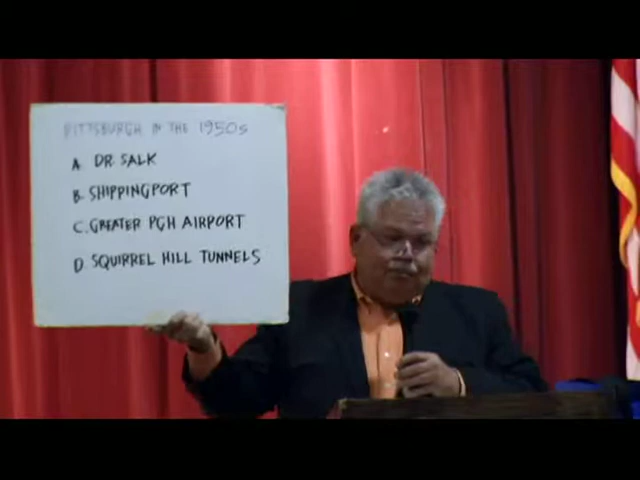 PITTSBURGH IN THE 1950s
A. DR. SALK
B. SHIPPINGPORT
C. GREATER PGH AIRPORT
D. SQUIRREL HILL TUNNELS